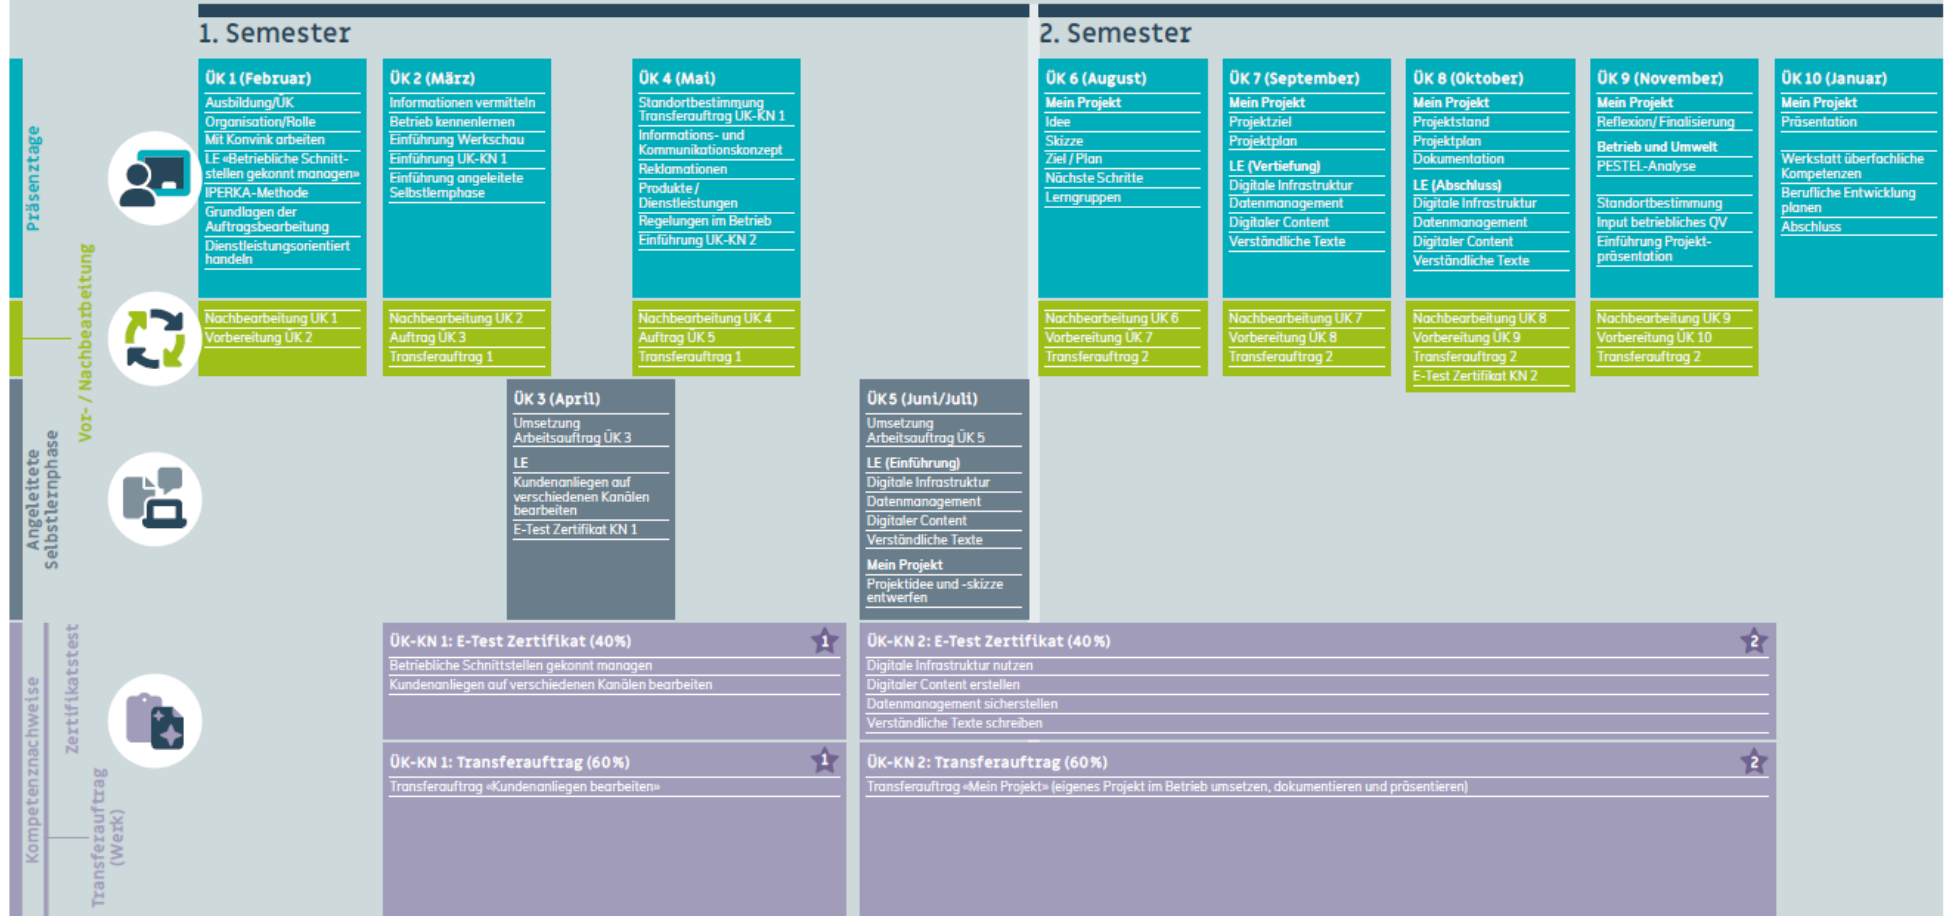 1. Semester
2. Semester
Präsenztage
Vor- / Nachbearbeitung
Angeleitete
Selbstlernphase
Kompetenznachweise
Zertifikatstest
Transferauftrag
(Werk)
ÜK 1 (Februar)
Ausbildung/ÜK
Organisation/Rolle
Mit Konvink arbeiten
LE «Betriebliche Schnitt-
stellen gekonnt managen»
IPERKA-Methode
Grundlagen der
Auftragsbearbeitung
Dienstleistungsorientiert
handeln
Nachbearbeitung ÜK 1
Vorbereitung ÜK 2
ÜK 2 (März)
Informationen vermitteln
Betrieb kennenlernen
Einführung Werkschau
Einführung ÜK-KN 1
Einführung angeleitete
Selbstlernphase
Nachbearbeitung ÜK 2
Auftrag ÜK 3
Transferauftrag 1
ÜK 3 (April)
Umsetzung
Arbeitsauftrag ÜK 3
LE
Kundenanliegen auf
verschiedenen Kanälen
bearbeiten
E-Test Zertifikat KN 1
ÜK 4 (Mai)
Standortbestimmung
Transferauftrag ÜK-KN 1
Informations- und
Kommunikationskonzept
Reklamationen
Produkte /
Dienstleistungen
Regelungen im Betrieb
Einführung ÜK-KN 2
Nachbearbeitung ÜK 4
Auftrag ÜK 5
Transferauftrag 1
ÜK 5 (Juni/Juli)
Umsetzung
Arbeitsauftrag ÜK 5
LE (Einführung)
Digitale Infrastruktur
Datenmanagement
Digitaler Content
Verständliche Texte
Mein Projekt
Projektidee und -skizze
entwerfen
ÜK 6 (August)
Mein Projekt
Idee
Skizze
Ziel / Plan
Nächste Schritte
Lerngruppen
Nachbearbeitung ÜK 6
Vorbereitung ÜK 7
Transferauftrag 2
ÜK 7 (September)
Mein Projekt
Projektziel
Projektplan
LE (Vertiefung)
Digitale Infrastruktur
Datenmanagement
Digitaler Content
Verständliche Texte
Nachbearbeitung ÜK 7
Vorbereitung ÜK 8
Transferauftrag 2
ÜK 8 (Oktober)
Mein Projekt
Projektstand
Projektplan
Dokumentation
LE (Abschluss)
Digitale Infrastruktur
Datenmanagement
Digitaler Content
Verständliche Texte
Nachbearbeitung ÜK 8
Vorbereitung ÜK 9
Transferauftrag 2
E-Test Zertifikat KN 2
ÜK 9 (November)
Mein Projekt
Reflexion/ Finalisierung
Betrieb und Umwelt
PESTEL-Analyse
Standortbestimmung
Input betriebliches QV
Einführung Projekt-
präsentation
Nachbearbeitung ÜK 9
Vorbereitung ÜK 10
Transferauftrag 2
ÜK 10 (Januar)
Mein Projekt
Präsentation
Werkstatt überfachliche
Kompetenzen
Berufliche Entwicklung
planen
Abschluss
ÜK-KN 1: E-Test Zertifikat (40%)
1
Betriebliche Schnittstellen gekonnt managen
Kundenanliegen auf verschiedenen Kanälen bearbeiten
ÜK-KN 2: E-Test Zertifikat (40%)
2
Digitale Infrastruktur nutzen
Digitaler Content erstellen
Datenmanagement sicherstellen
Verständliche Texte schreiben
ÜK-KN 1: Transferauftrag (60%)
1
Transferauftrag «Kundenanliegen bearbeiten»
ÜK-KN 2: Transferauftrag (60%)
2
Transferauftrag «Mein Projekt» (eigenes Projekt im Betrieb umsetzen, dokumentieren und präsentieren)